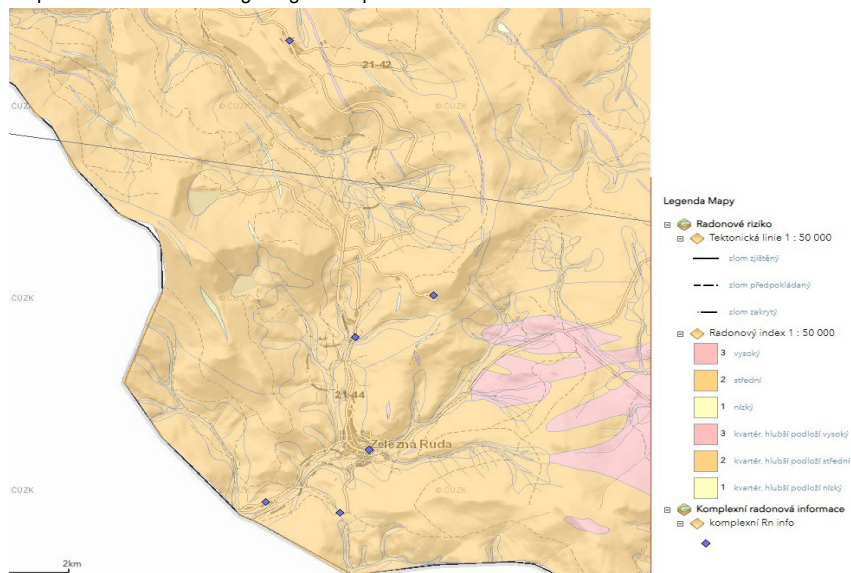 21-42
ČÚZK
© ČÚZK
© ČÚZK
ČÚZK
© ČÚZK
21-44
Železná Ruda
ČÚZK
© ČÚZK
2km
Legenda Mapy
Radonové riziko
Tektonická linie 1 : 50 000
zlom zjištěný
zlom předpokládaný
zlom zakrytý
Radonový index 1 : 50 000
3 vysoký
2 střední
1 nízký
3 kvartér. hlubší podloží vysoký
2 kvartér. hlubší podloží střední
1 kvartér. hlubší podloží nízký
Komplexní radonová informace
komplexní Rn info